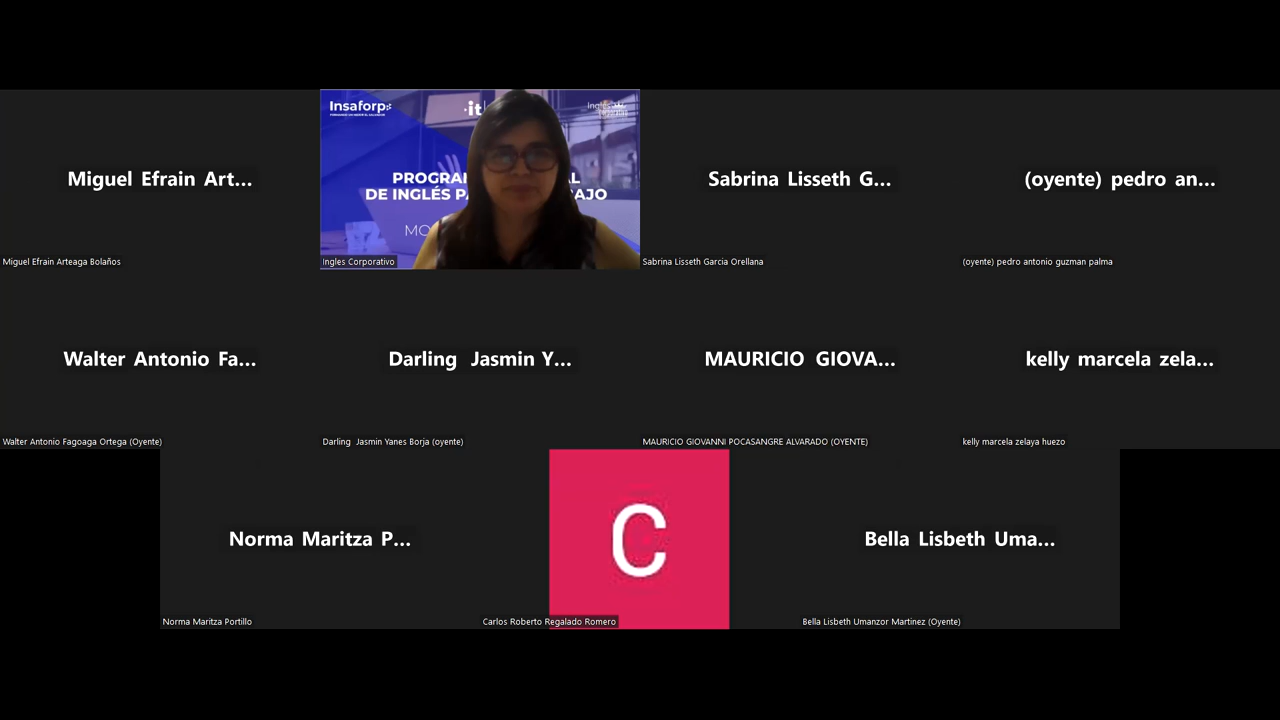 Miguel Efrain Art...
Miguel Efrain Arteaga Bolaños
Insaforp
·it
PROGRA
AL
DE INGLÉS PA
AJO
MO
Ingles Corporativo
Sabrina Lisseth G...
Sabrina Lisseth Garcia Orellana
(oyente) pedro an...
(oyente) pedro antonio guzman palma
Walter Antonio Fa...
Walter Antonio Fagoaga Ortega (Oyente)
Darling Jasmin Y...
Darling Jasmin Yanes Borja (oyente)
MAURICIO GIOVA...
MAURICIO GIOVANNI POCASANGRE ALVARADO (OYENTE)
kelly marcela zela...
kelly marcela zelaya huezo
Norma Maritza P...
Norma Maritza Portillo
C
Carlos Roberto Regalado Romero
Bella Lisbeth Uma...
Bella Lisbeth Umanzor Martinez (Oyente)